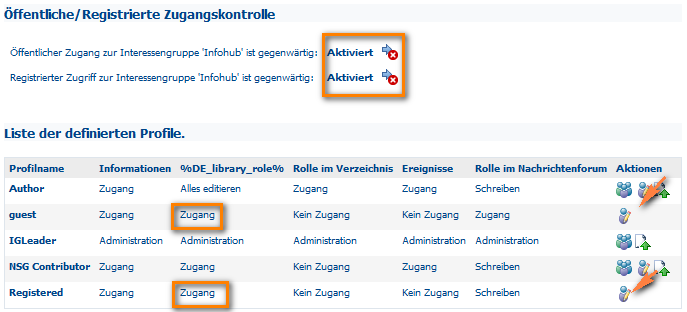 Öffentliche/Registrierte Zugangskontrolle
Öffentlicher Zugang zur Interessengruppe 'Infohub' ist gegenwärtig: Aktiviert
Registrierter Zugriff zur Interessengruppe 'Infohub' ist gegenwärtig: Aktiviert
Liste der definierten Profile.
Profilname Informationen %DE_library_role% Rolle im Verzeichnis Ereignisse Rolle im Nachrichtenforum Aktionen
Author Zugang Alles editieren Zugang Zugang Schreiben
guest Zugang Zugang Kein Zugang Kein Zugang Zugang
IGLeader Administration Administration Administration Administration Administration
NSG Contributor Zugang Zugang Kein Zugang Zugang Schreiben
Registered Zugang Zugang Kein Zugang Kein Zugang Schreiben